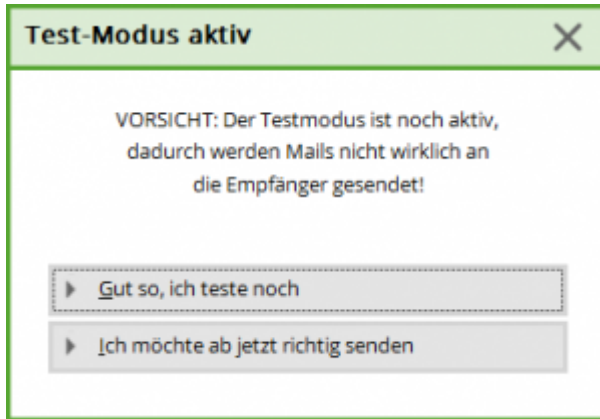 Test-Modus aktiv
VORSICHT: Der Testmodus ist noch aktiv,
dadurch werden Mails nicht wirklich an
die Empfänger gesendet!
Gut so, ich teste noch
Ich möchte ab jetzt richtig senden